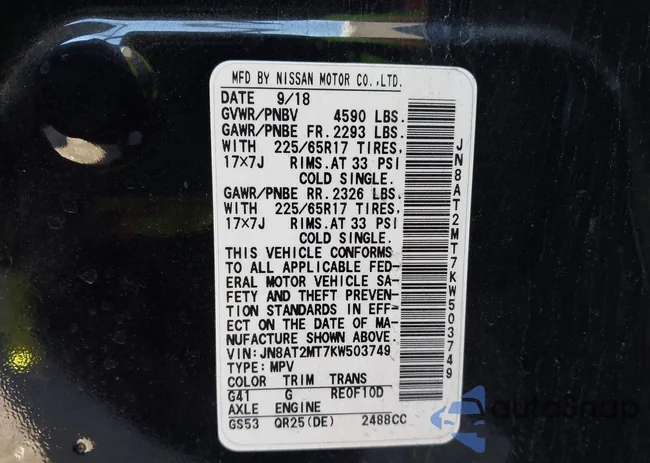 MFD BY NISSAN MOTOR CO.,LTD.
DATE 9/18
GVWR/PNBV 4590 LBS.
GAWR/PNBE FR. 2293 LBS.
WITH 225/65R17 TIRES,
17×7J RIMS.AT 33 PSI
COLD SINGLE.
GAWR/PNBE RR. 2326 LBS.
WITH 225/65R17 TIRES,
17×7J RIMS.AT 33 PSI
COLD SINGLE.
THIS VEHICLE CONFORMS
TO ALL APPLICABLE FED-
ERAL MOTOR VEHICLE SA-
FETY AND THEFT PREVEN-
TION STANDARDS IN EFF-
ECT ON THE DATE OF MA-
NUFACTURE SHOWN ABOVE.
VIN:JN8AT2MT7KW503749
TYPE:MPV
COLOR TRIM TRANS
G41 G RE0F10D
AXLE ENGINE
GS53 QR25(DE) 2488CC
JN8AT2MT7KW503749
autoSnap